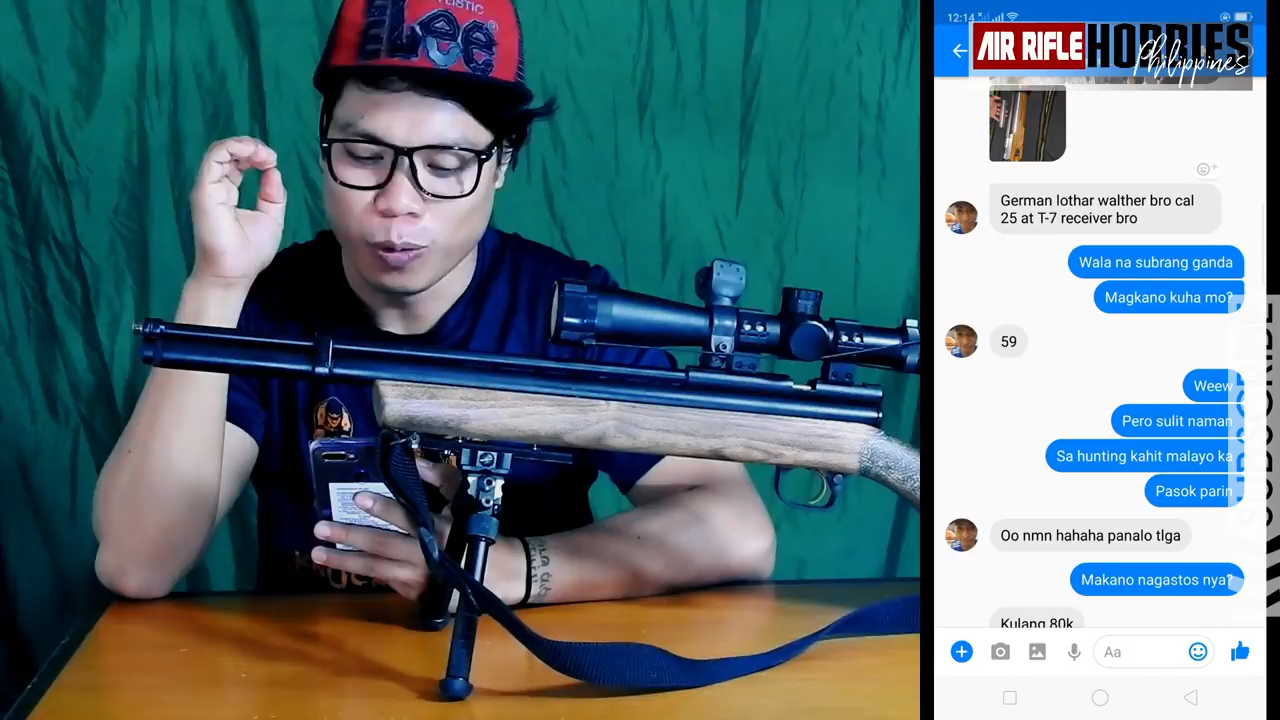 LISTIC
Lee
12:14
AIR RIFLE HOBBIES
Philippines
German lothar walther bro cal
25 at T-7 receiver bro
Wala na subrang ganda
Magkano kuha mo?
59
Weew
Pero sulit naman
Sa hunting kahit malayo ka
Pasok parin
Oo nmn hahaha panalo tlga
Makano nagastos nya?
Kulang 80k
Aa
SUBSCRIBE